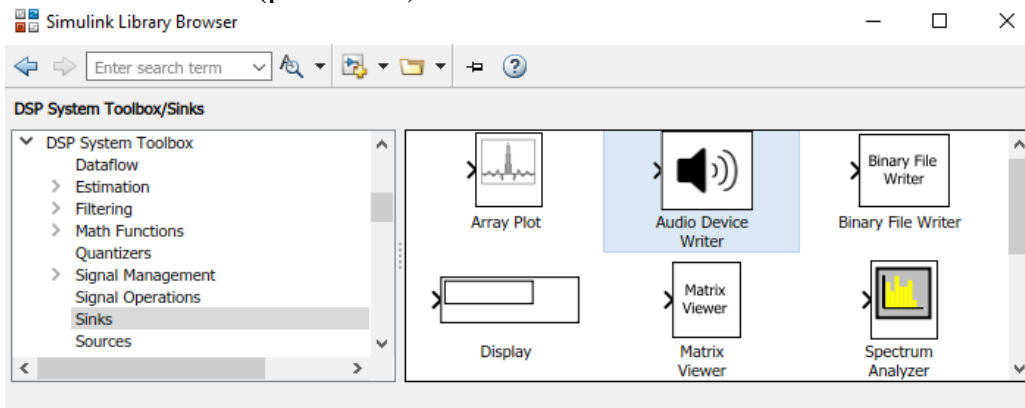 Simulink Library Browser
Enter search term
DSP System Toolbox/Sinks
DSP System Toolbox
Dataflow
Estimation
Filtering
Math Functions
Quantizers
Signal Management
Signal Operations
Sinks
Sources
Array Plot
Audio Device
Writer
Binary File
Writer
Binary File Writer
Display
Matrix
Viewer
Matrix
Viewer
Spectrum
Analyzer